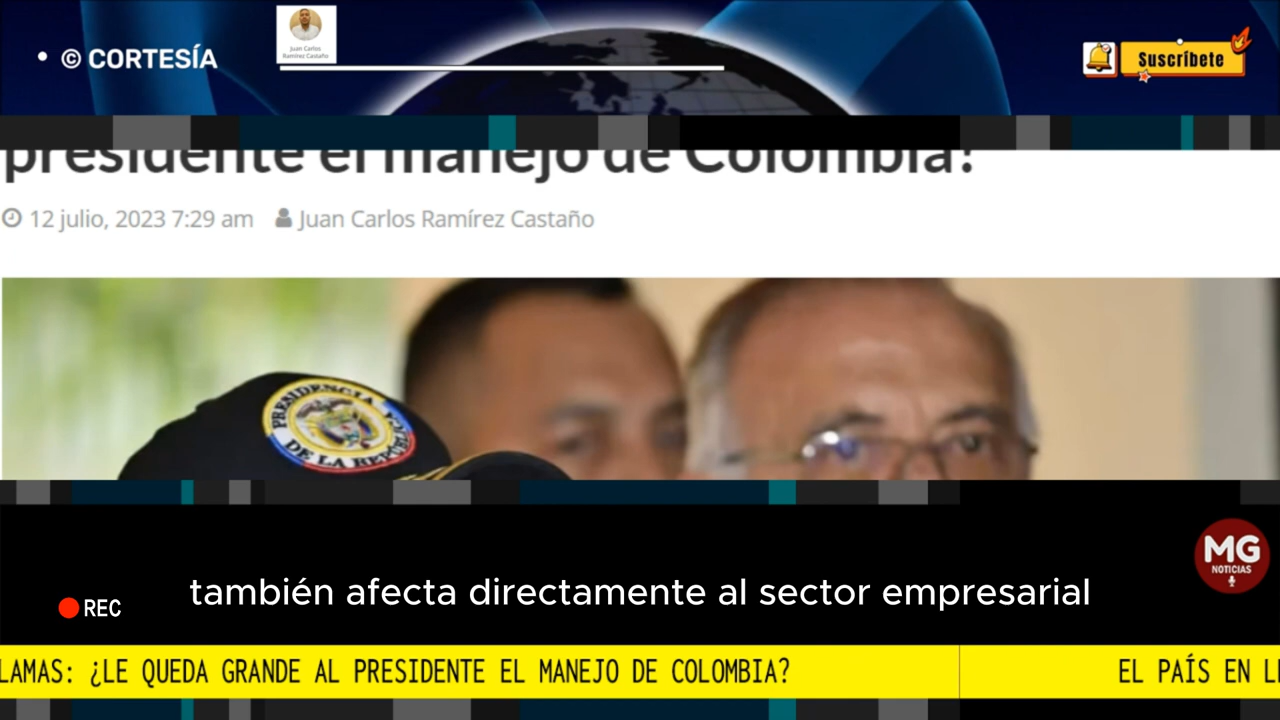 • © CORTESÍA
Juan Carlos
Ramírez Castaño
Suscríbete
presidente el manejo de Colombia?
12 julio, 2023 7:29 am Juan Carlos Ramírez Castaño
PRESIDENCIA
DE LA REPÚBLICA
MG
NOTICIAS
también afecta directamente al sector empresarial
REC
LAMAS: ¿LE QUEDA GRANDE AL PRESIDENTE EL MANEJO DE COLOMBIA? EL PAÍS EN